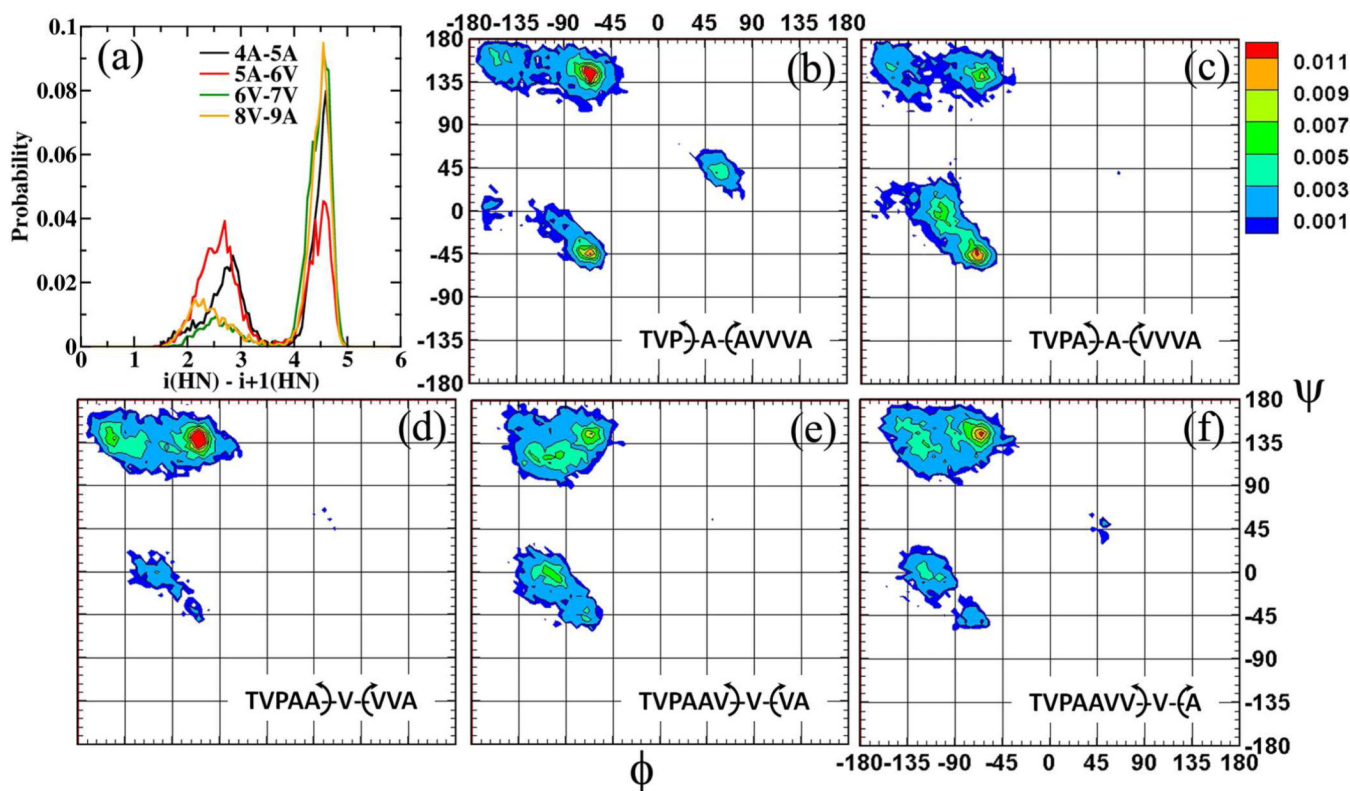 -180 -135 -90 -45 0 45 90 135 180
0.1
0.08
0.06
0.04
0.02
0
Probability
(a)
4A-5A
5A-6V
6V-7V
8V-9A
0 1 2 3 4 5 6
i(HN) - i+1(HN)
180
135
90
45
0
-45
-90
-135
-180
(b)
TVP-A-AVVVA
(c)
TVPA-A-VVVA
0.011
0.009
0.007
0.005
0.003
0.001
(d)
TVPAA-V-VVA
(e)
TVPAAV-V-VA
(f)
TVPAAVV-V-A
ψ
180
135
90
45
0
-45
-90
-135
-180
ϕ
-180 -135 -90 -45 0 45 90 135 180